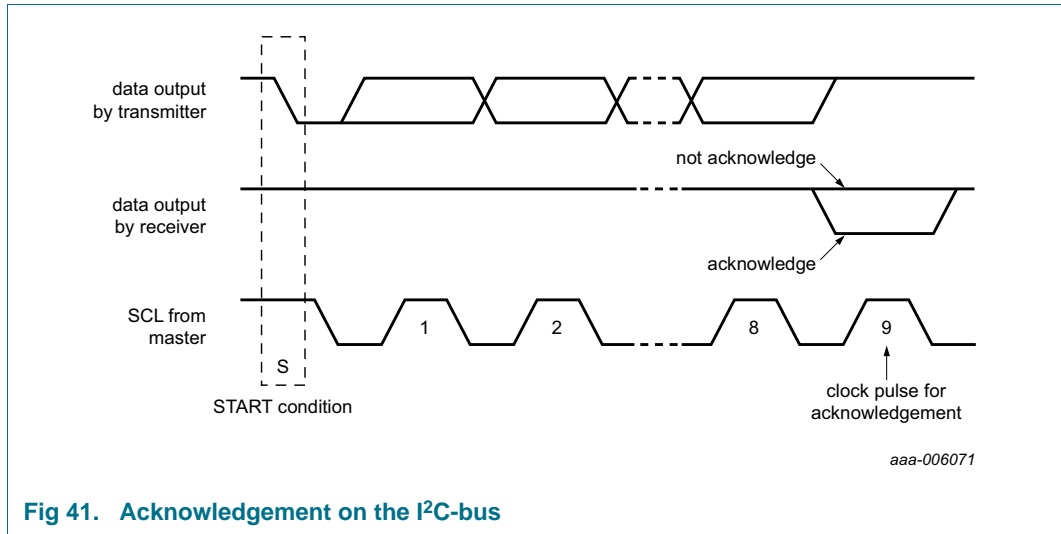 data output
by transmitter
not acknowledge
data output
by receiver
acknowledge
SCL from
master
1
2
8
9
S
START condition
clock pulse for
acknowledgement
aaa-006071
Fig 41. Acknowledgement on the I²C-bus